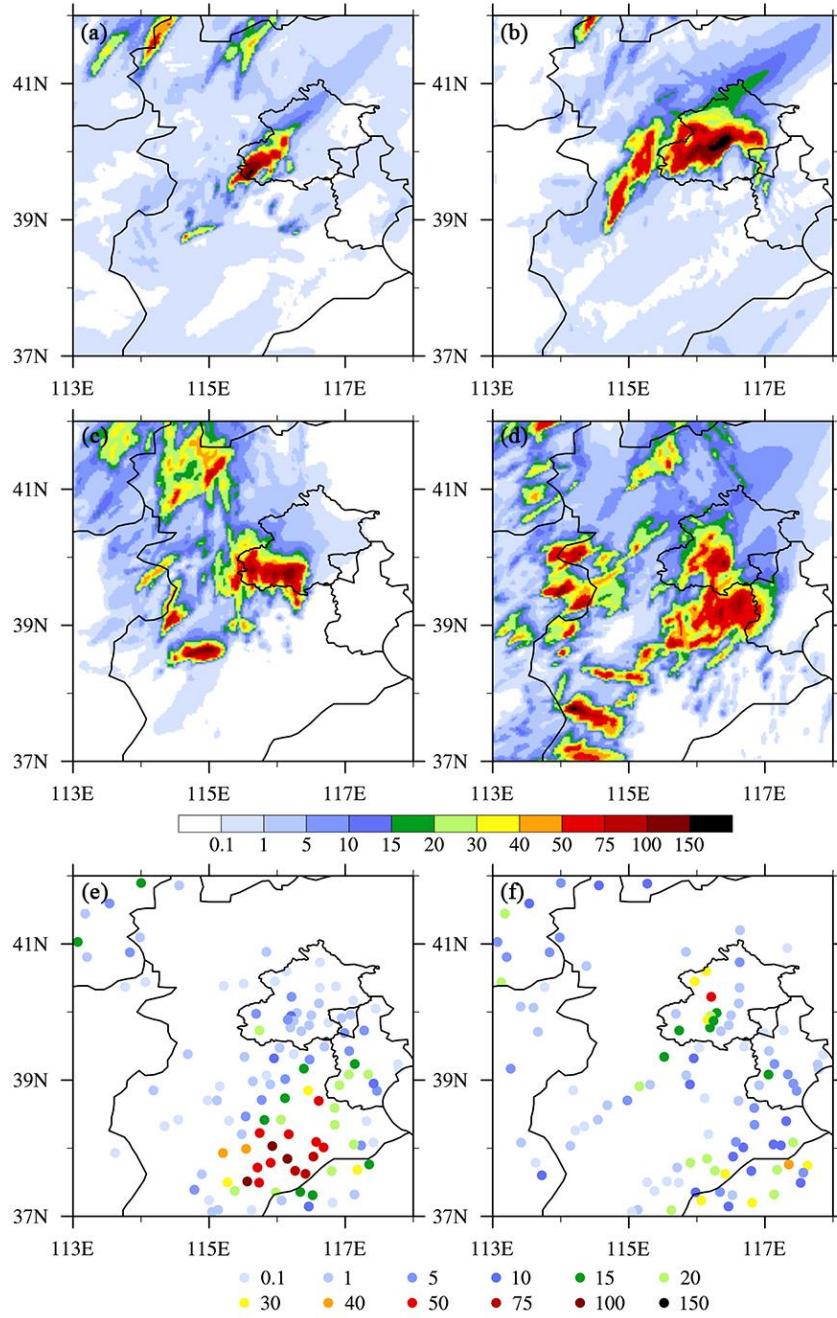 (a) (b)
41N 41N
39N 39N
37N 37N
113E 115E 117E 113E 115E 117E
(c) (d)
41N 41N
39N 39N
37N 37N
113E 115E 117E 113E 115E 117E
0.1 1 5 10 15 20 30 40 50 75 100 150
(e) (f)
41N 41N
39N 39N
37N 37N
113E 115E 117E 113E 115E 117E
0.1 1 5 10 15 20
30 40 50 75 100 150